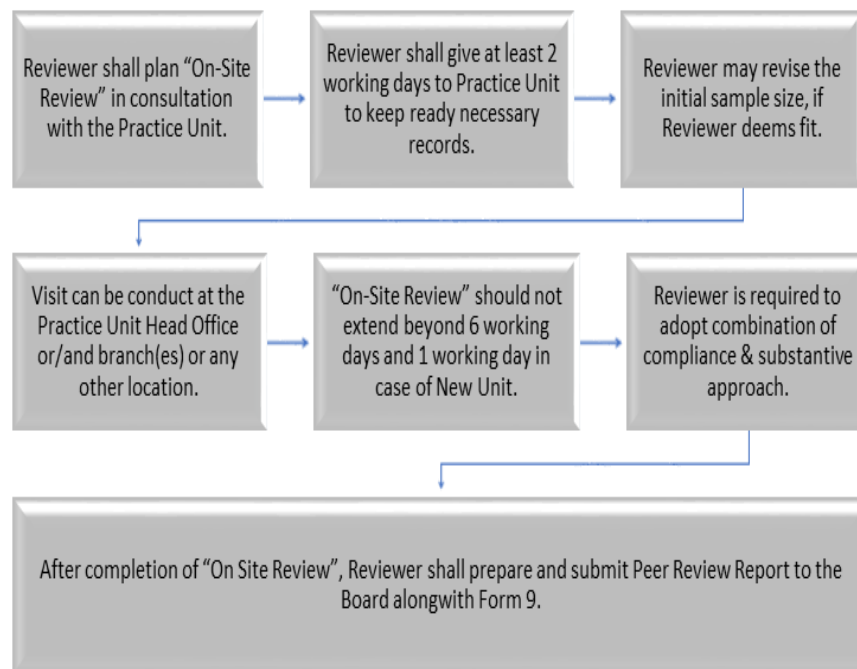 Reviewer shall plan “On-Site
Review” in consultation
with the Practice Unit.
Reviewer shall give at least 2
working days to Practice Unit
to keep ready necessary
records.
Reviewer may revise the
initial sample size, if
Reviewer deems fit.
Visit can be conduct at the
Practice Unit Head Office
or/and branch(es) or any
other location.
“On-Site Review” should not
extend beyond 6 working
days and 1 working day in
case of New Unit.
Reviewer is required to
adopt combination of
compliance & substantive
approach.
After completion of “On Site Review”, Reviewer shall prepare and submit Peer Review Report to the
Board alongwith Form 9.